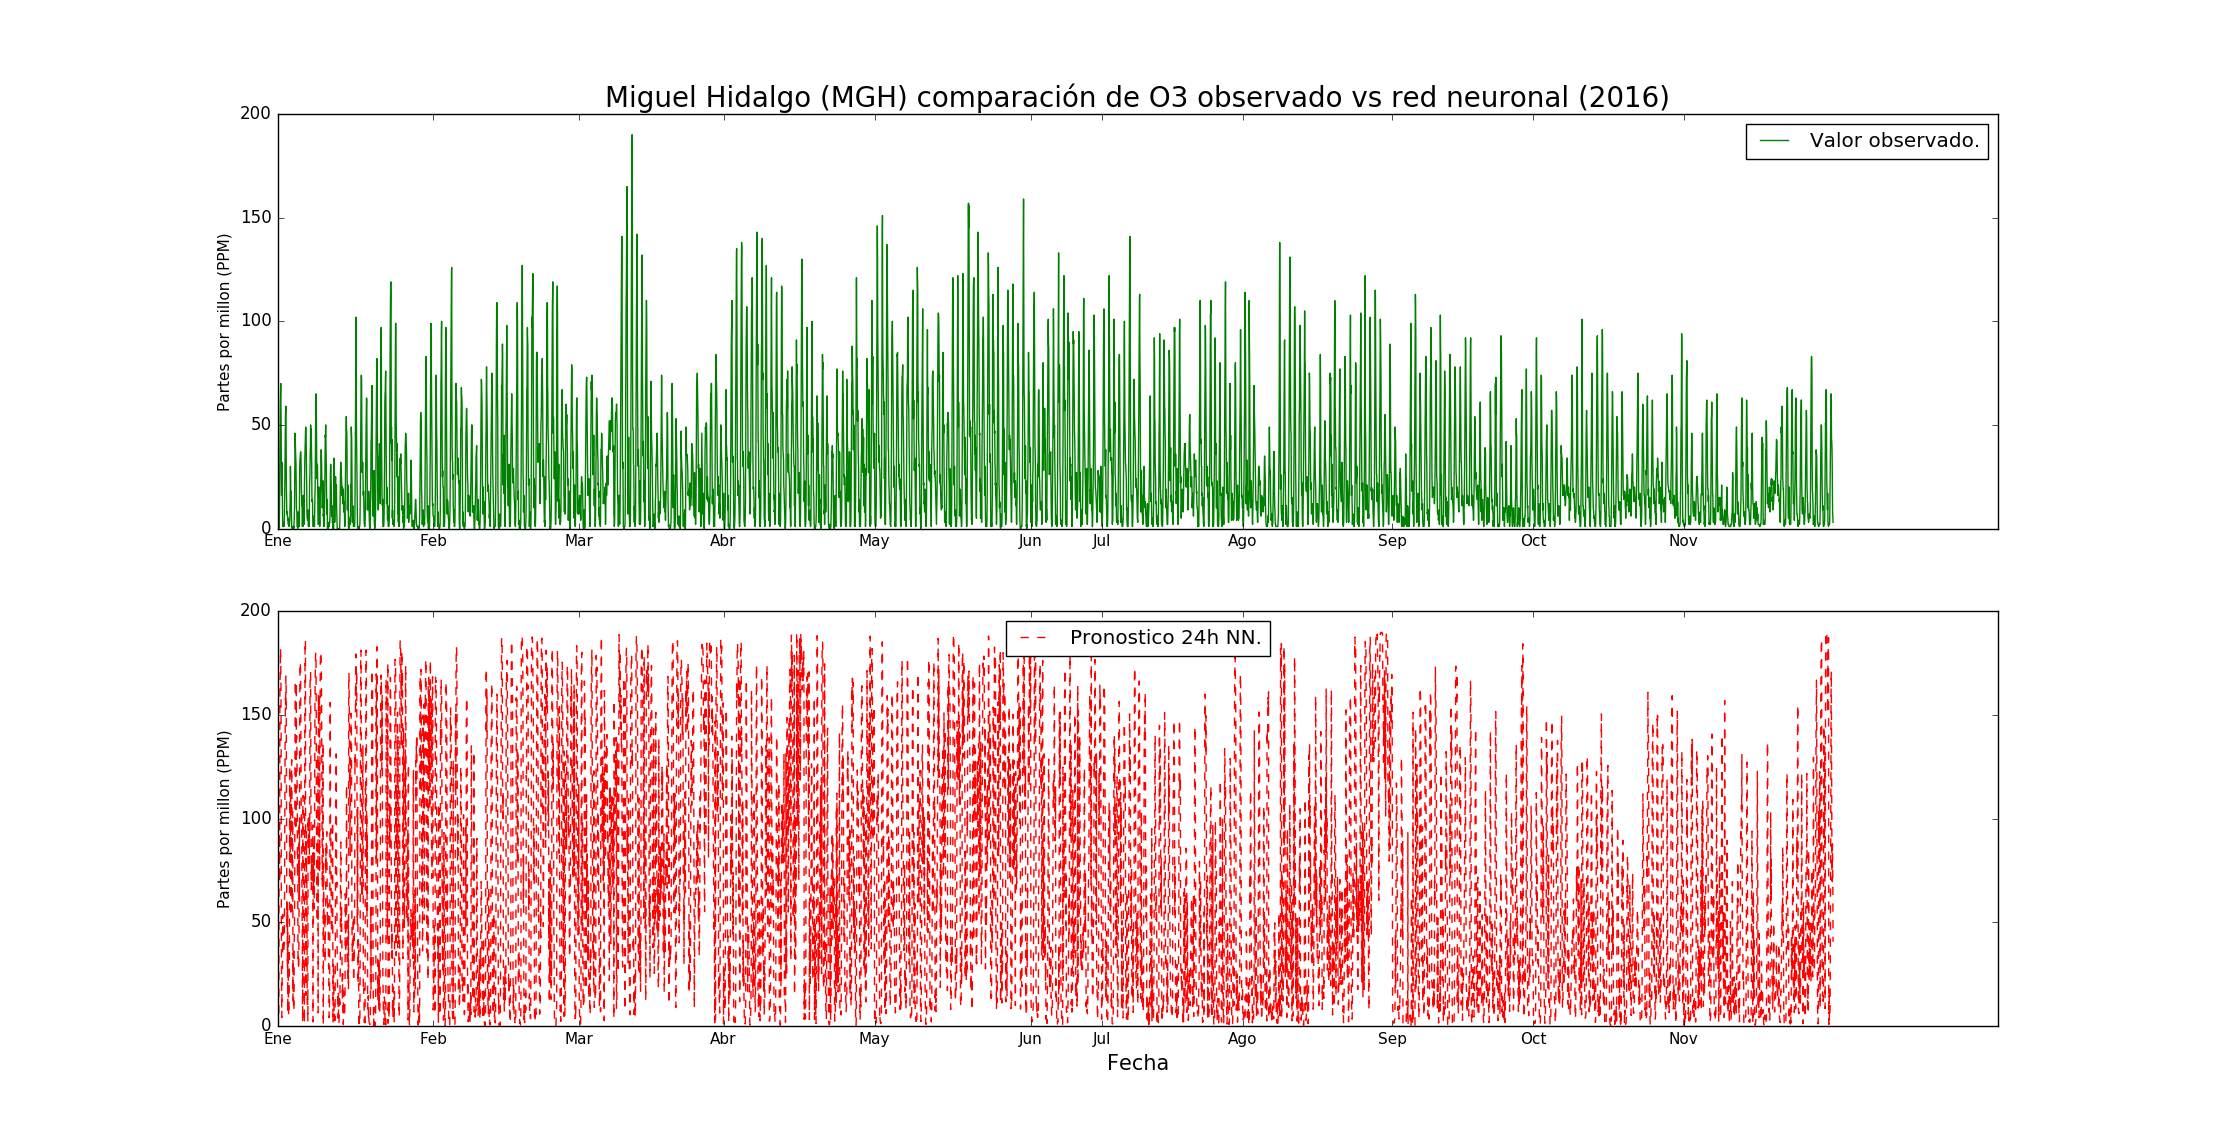 Miguel Hidalgo (MGH) comparación de O3 observado vs red neuronal (2016)
200
150
100
50
0
Partes por millon (PPM)
Valor observado.
Ene Feb Mar Abr May Jun Jul Ago Sep Oct Nov
200
150
100
50
0
Partes por millon (PPM)
Pronostico 24h NN.
Ene Feb Mar Abr May Jun Jul Ago Sep Oct Nov
Fecha